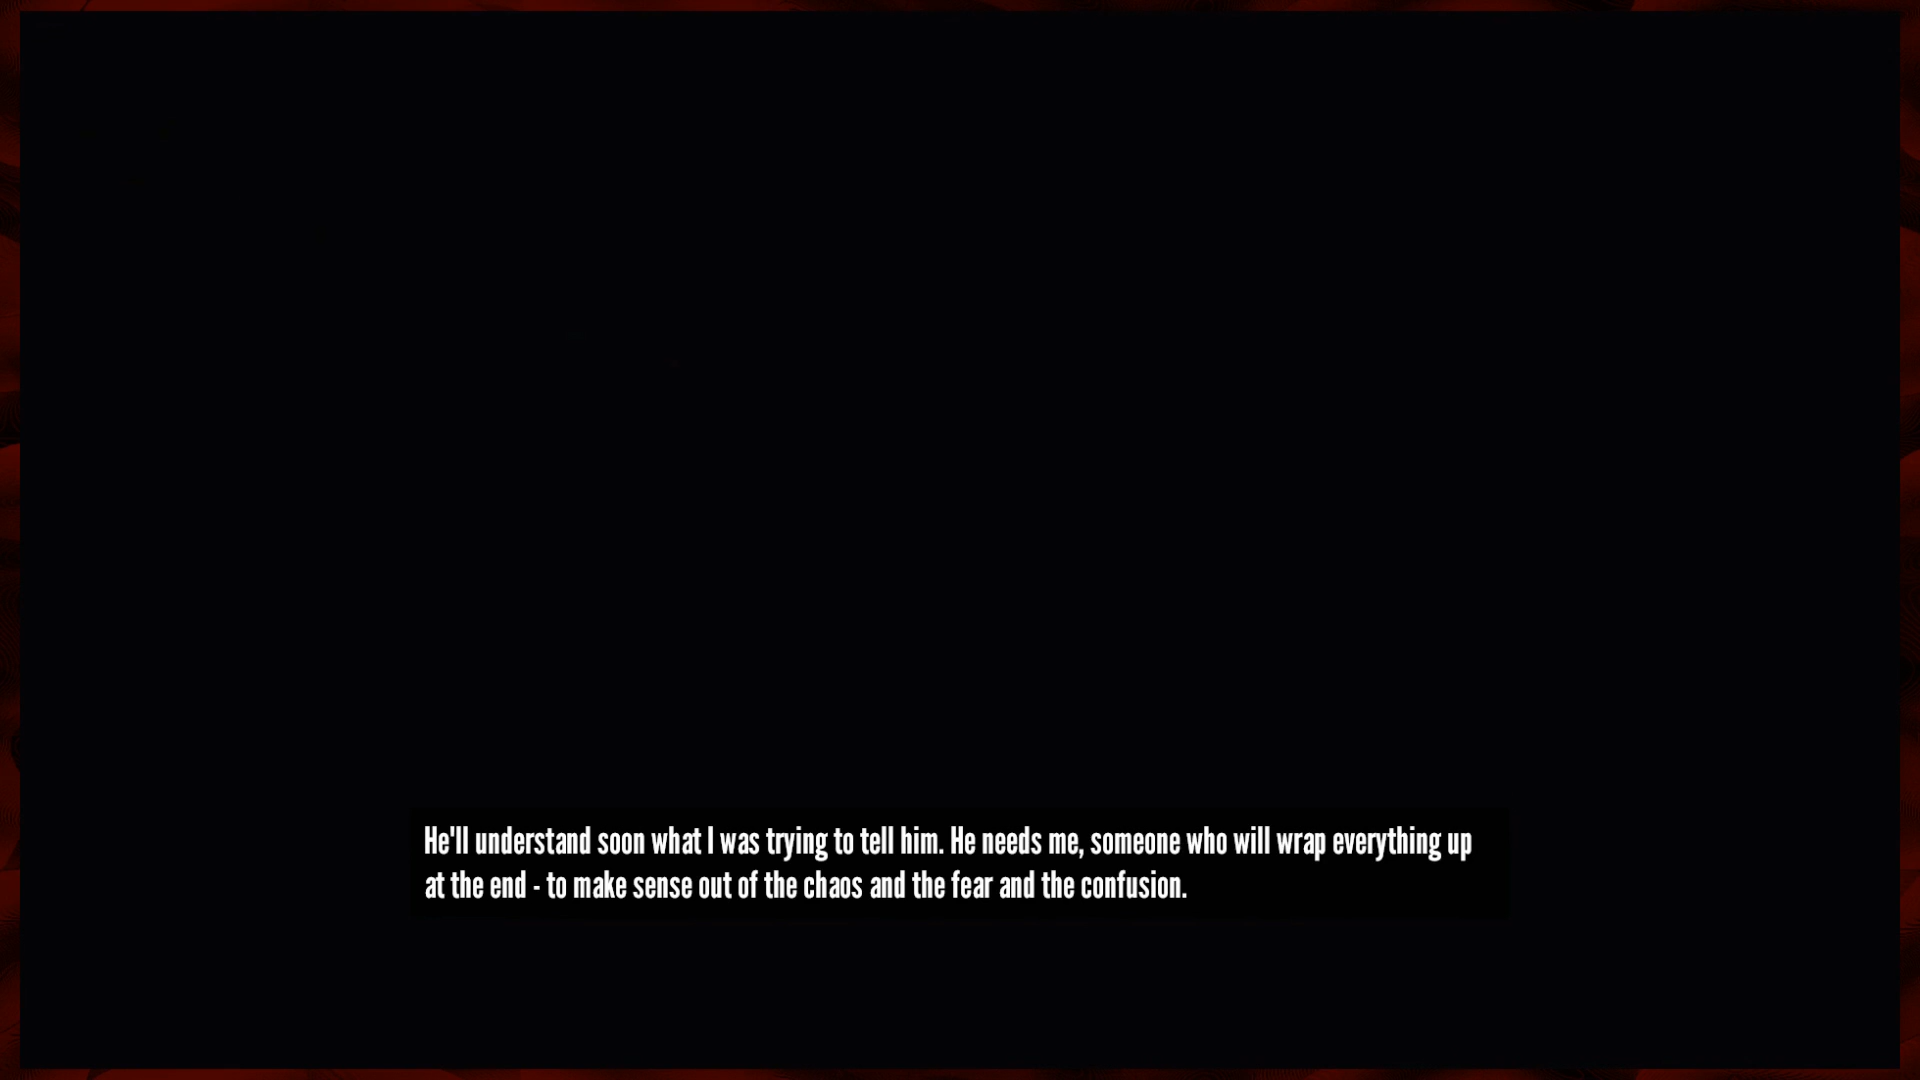 He'll understand soon what I was trying to tell him. He needs me, someone who will wrap everything up
at the end - to make sense out of the chaos and the fear and the confusion.